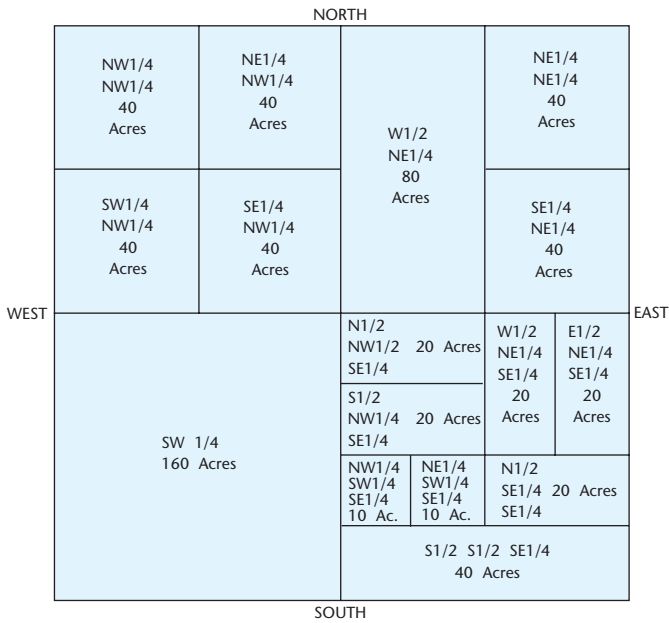 NORTH
NW1/4
NW1/4
40
Acres
NE1/4
NW1/4
40
Acres
W1/2
NE1/4
80
Acres
NE1/4
NE1/4
40
Acres
SW1/4
NW1/4
40
Acres
SE1/4
NW1/4
40
Acres
SE1/4
NE1/4
40
Acres
WEST
EAST
N1/2
NW1/2 20 Acres
SE1/4
S1/2
NW1/4 20 Acres
SE1/4
W1/2
NE1/4
SE1/4
20
Acres
E1/2
NE1/4
SE1/4
20
Acres
SW 1/4
160 Acres
NW1/4
SW1/4
SE1/4
10 Ac.
NE1/4
SW1/4
SE1/4
10 Ac.
N1/2
SE1/4 20 Acres
SE1/4
S1/2 S1/2 SE1/4
40 Acres
SOUTH